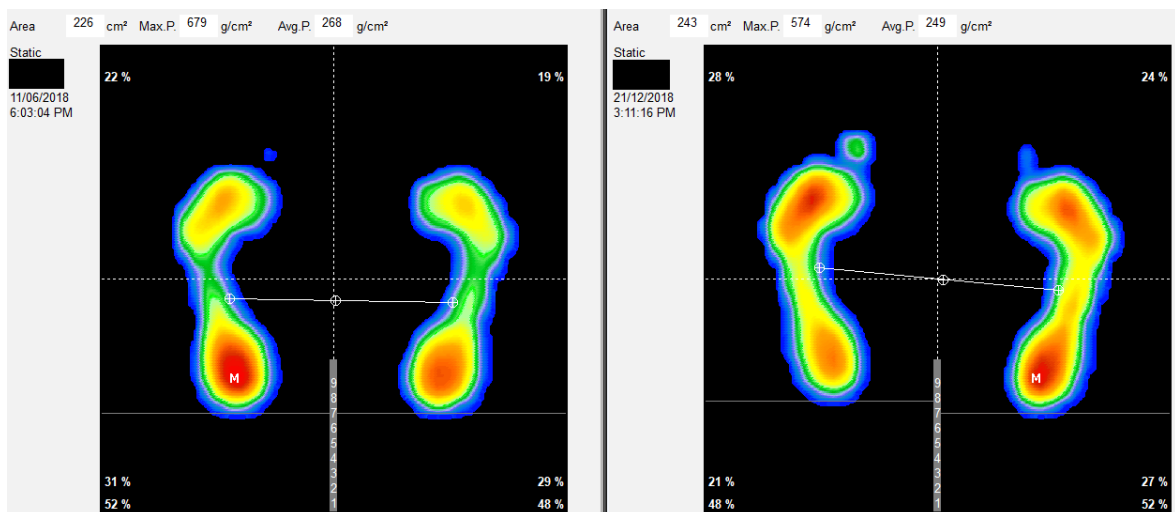 Area 226 cm² Max.P. 679 g/cm² Avg.P. 268 g/cm²
Static
11/06/2018
6:03:04 PM
22 % 19 %
M
9
8
7
6
5
4
3
2
1
31 % 29 %
52 % 48 %
Area 243 cm² Max.P. 574 g/cm² Avg.P. 249 g/cm²
Static
21/12/2018
3:11:16 PM
28 % 24 %
M
9
8
7
6
5
4
3
2
1
21 % 27 %
48 % 52 %